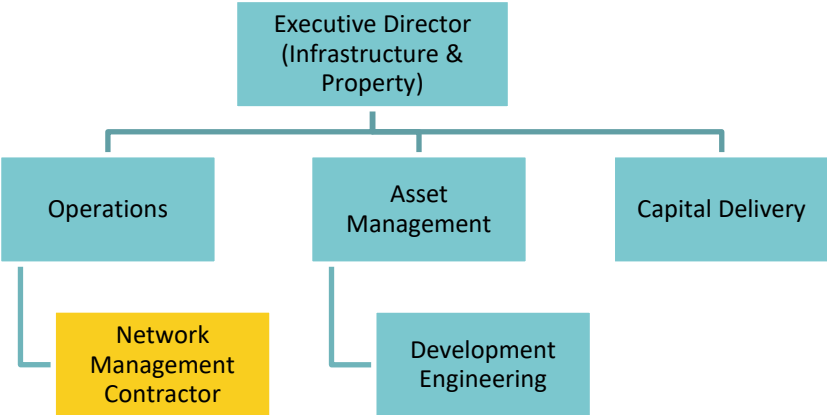 Executive Director
(Infrastructure &
Property)
Operations
Asset
Management
Capital Delivery
Network
Management
Contractor
Development
Engineering